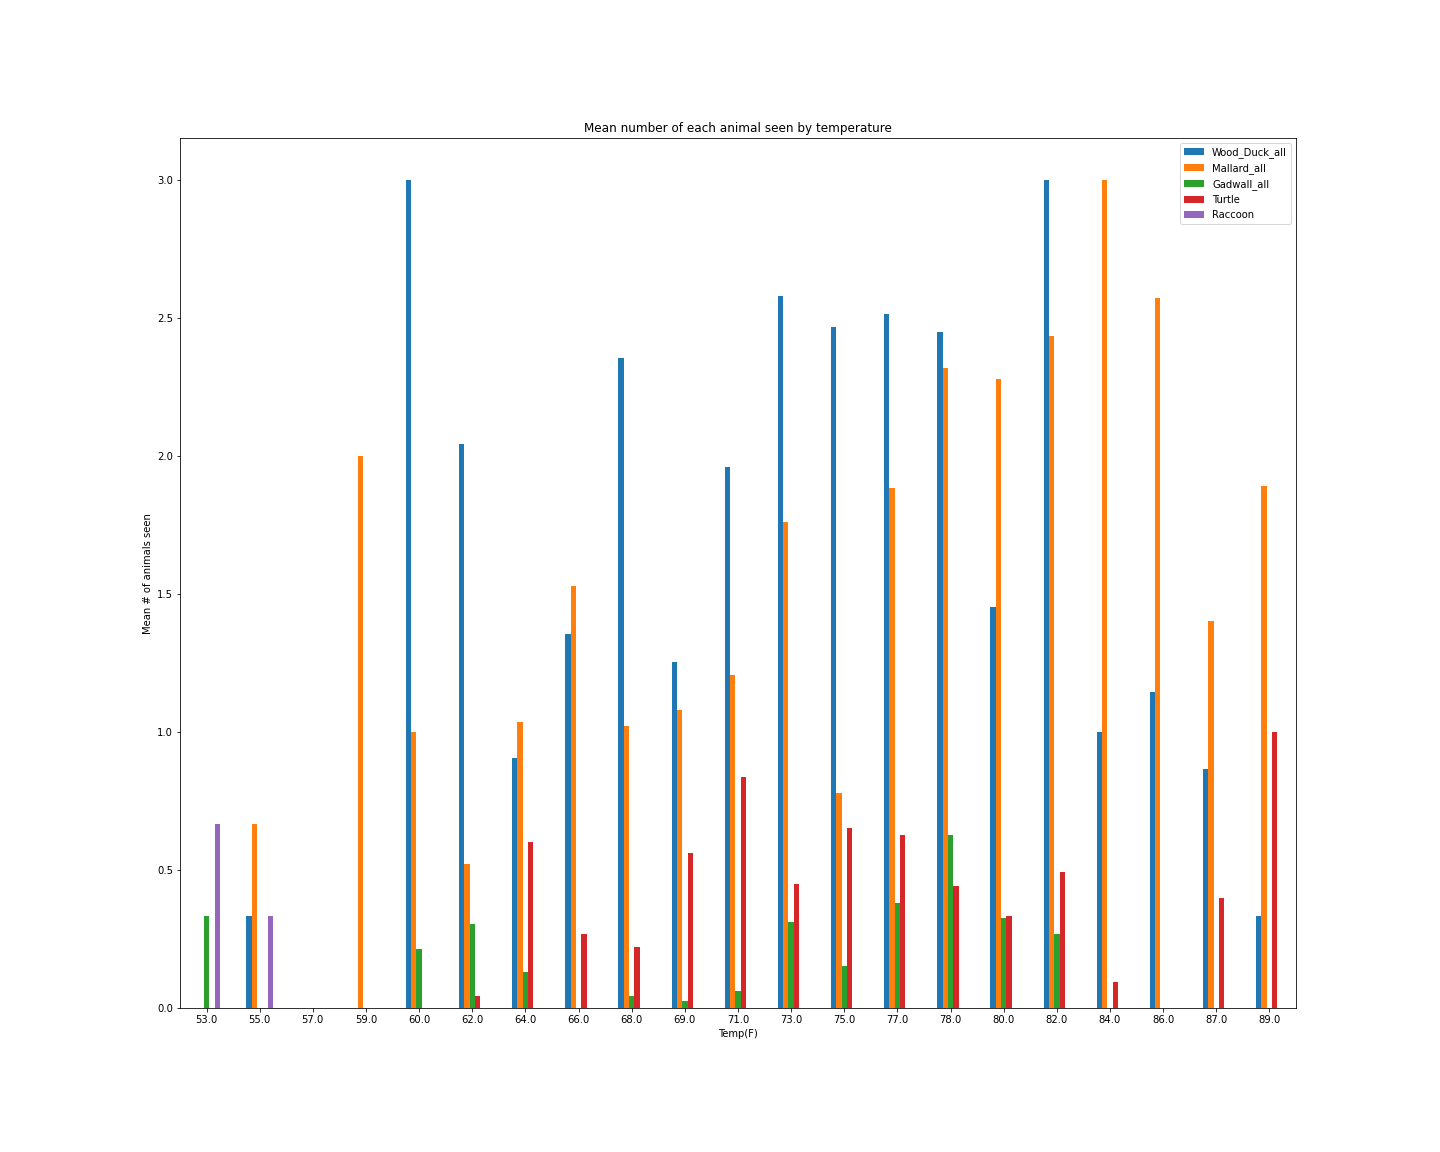 Mean number of each animal seen by temperature
Wood_Duck_all
Mallard_all
Gadwall_all
Turtle
Raccoon
3.0
2.5
2.0
1.5
1.0
0.5
0.0
Mean # of animals seen
53.0 55.0 57.0 59.0 60.0 62.0 64.0 66.0 68.0 69.0 71.0 73.0 75.0 77.0 78.0 80.0 82.0 84.0 86.0 87.0 89.0
Temp(F)